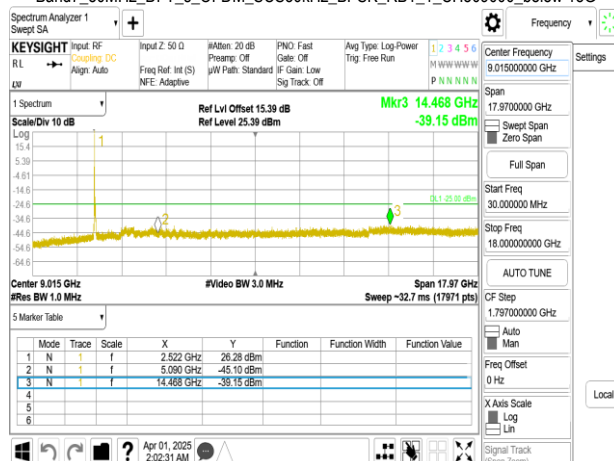 Spectrum Analyzer 1
Swept SA
Frequency
KEYSIGHT
RL
Input: RF
Coupling: DC
Align: Auto
Input Z: 50 Ω
Freq Ref: Int (S)
NFE: Adaptive
#Atten: 20 dB
Preamp: Off
µW Path: Standard
PNO: Fast
Gate: Off
IF Gain: Low
Sig Track: Off
Avg Type: Log-Power
Trig: Free Run
1 2 3 4 5 6
M W W W W W
P N N N N N
Center Frequency
9.015000000 GHz
Settings
Span
17.9700000 GHz
Swept Span
Zero Span
Full Span
Start Freq
30.000000 MHz
Stop Freq
18.000000000 GHz
AUTO TUNE
CF Step
1.797000000 GHz
Auto
Man
Freq Offset
0 Hz
X Axis Scale
Log
Lin
Local
Signal Track
1 Spectrum
Scale/Div 10 dB
Ref Lvl Offset 15.39 dB
Ref Level 25.39 dBm
Mkr3 14.468 GHz
-39.15 dBm
Log
15.4
5.39
-4.61
-14.6
-24.6
-34.6
-44.6
-54.6
-64.6
1
2
3
DL1 -25.00 dBm
Center 9.015 GHz
#Res BW 1.0 MHz
#Video BW 3.0 MHz
Span 17.97 GHz
Sweep ~32.7 ms (17971 pts)
5 Marker Table
Mode Trace Scale X Y Function Function Width Function Value
1 N 1 f 2.522 GHz 26.28 dBm
2 N 1 f 5.090 GHz -45.10 dBm
3 N 1 f 14.468 GHz -39.15 dBm
4
5
6
Apr 01, 2025
2:02:31 AM